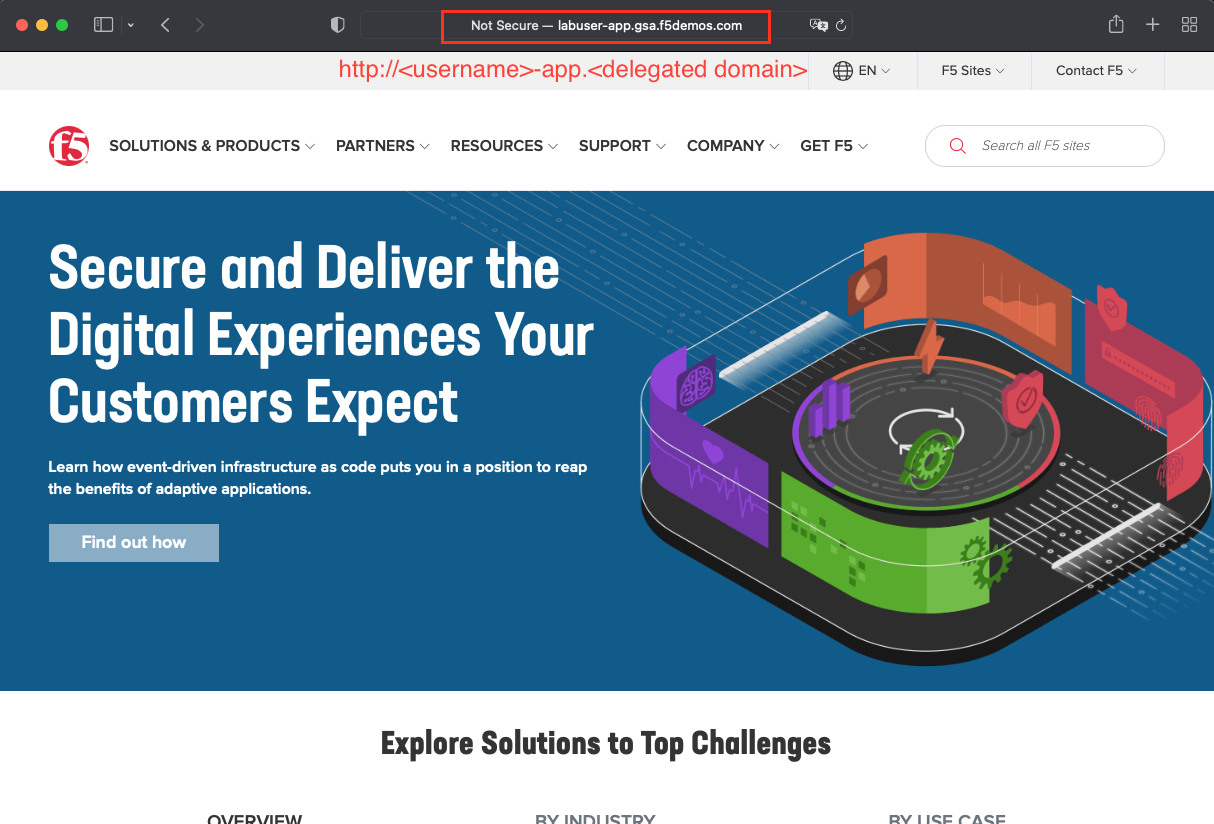 Not Secure — labuser-app.gsa.f5demos.com
http://<username>-app.<delegated domain>
EN
F5 Sites
Contact F5
f5
SOLUTIONS & PRODUCTS
PARTNERS
RESOURCES
SUPPORT
COMPANY
GET F5
Search all F5 sites
Secure and Deliver the
Digital Experiences Your
Customers Expect
Learn how event-driven infrastructure as code puts you in a position to reap
the benefits of adaptive applications.
Find out how
Explore Solutions to Top Challenges
OVERVIEW
BY INDUSTRY
BY USE CASE